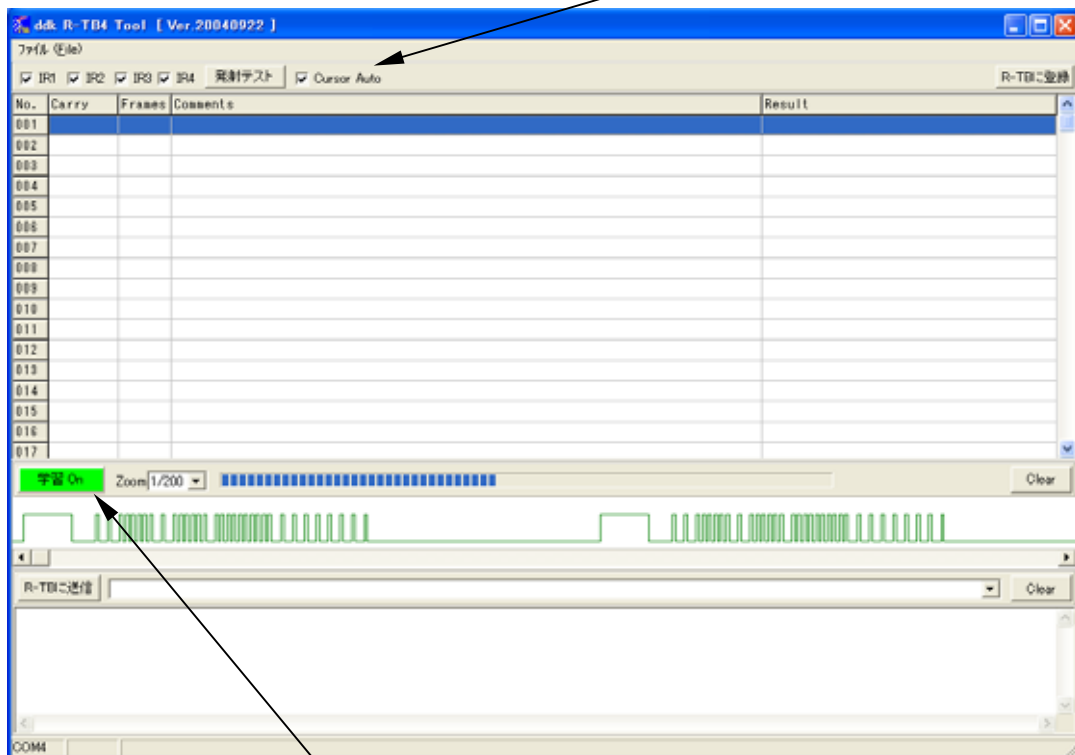 ddk R-TB4 Tool [ Ver.20040922 ]
ファイル (File)
IR1 IR2 IR3 IR4 発射テスト Cursor Auto R-TBに登録
No. Carry Frames Comments Result
001
002
003
004
005
006
007
008
009
010
011
012
013
014
015
016
017
学習 On Zoom 1/200 Clear
R-TBに送信 Clear
COM4